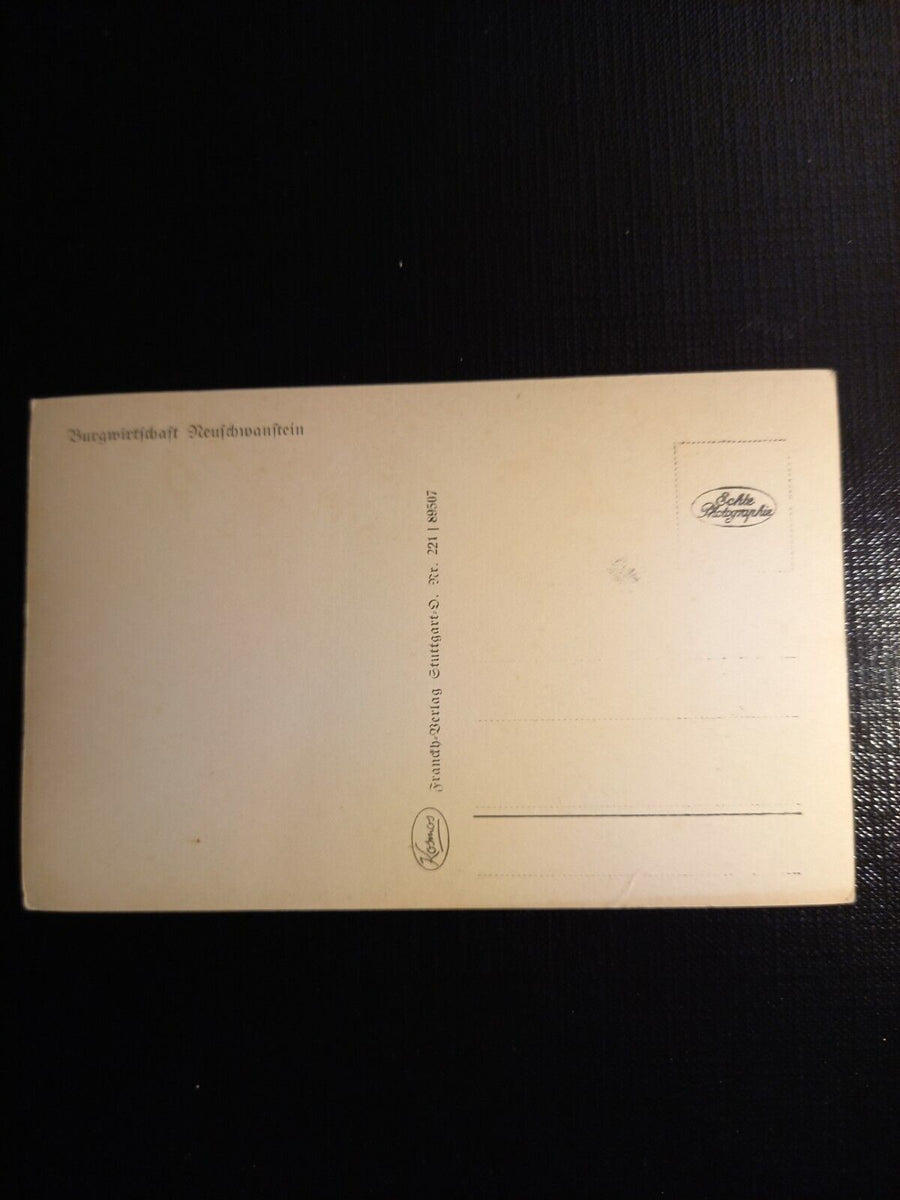 Burgwirtschaft Neuschwanstein
Echte
Photographie
Franckh-Verlag Stuttgart-O. Nr. 221 | 89507
Kosmos